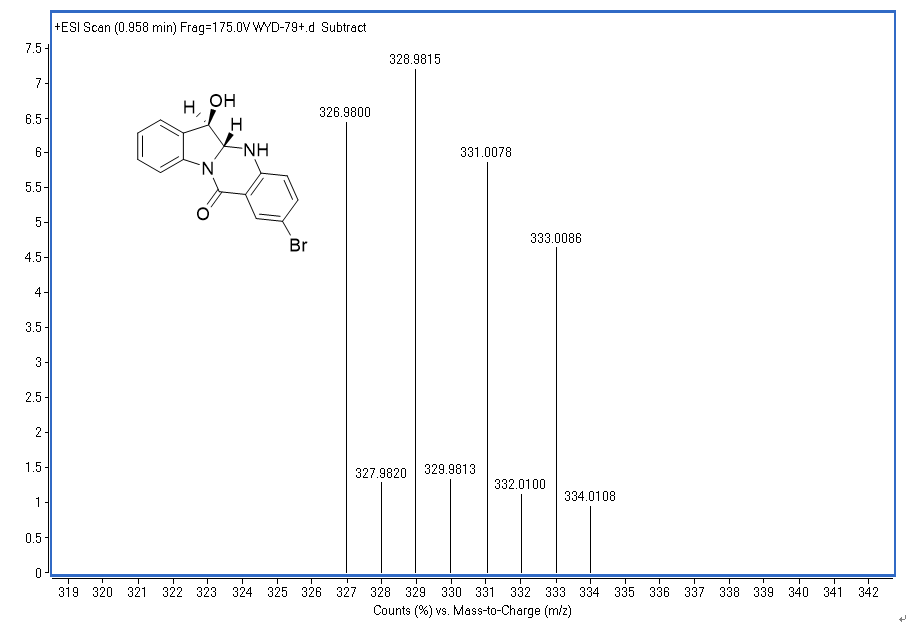 +ESI Scan (0.958 min) Frag=175.0V WYD-79+.d Subtract
7.5
7
6.5
6
5.5
5
4.5
4
3.5
3
2.5
2
1.5
1
0.5
0
328.9815
326.9800
331.0078
333.0086
327.9820
329.9813
332.0100
334.0108
H
OH
H
NH
N
O
Br
319 320 321 322 323 324 325 326 327 328 329 330 331 332 333 334 335 336 337 338 339 340 341 342
Counts (%) vs. Mass-to-Charge (m/z)